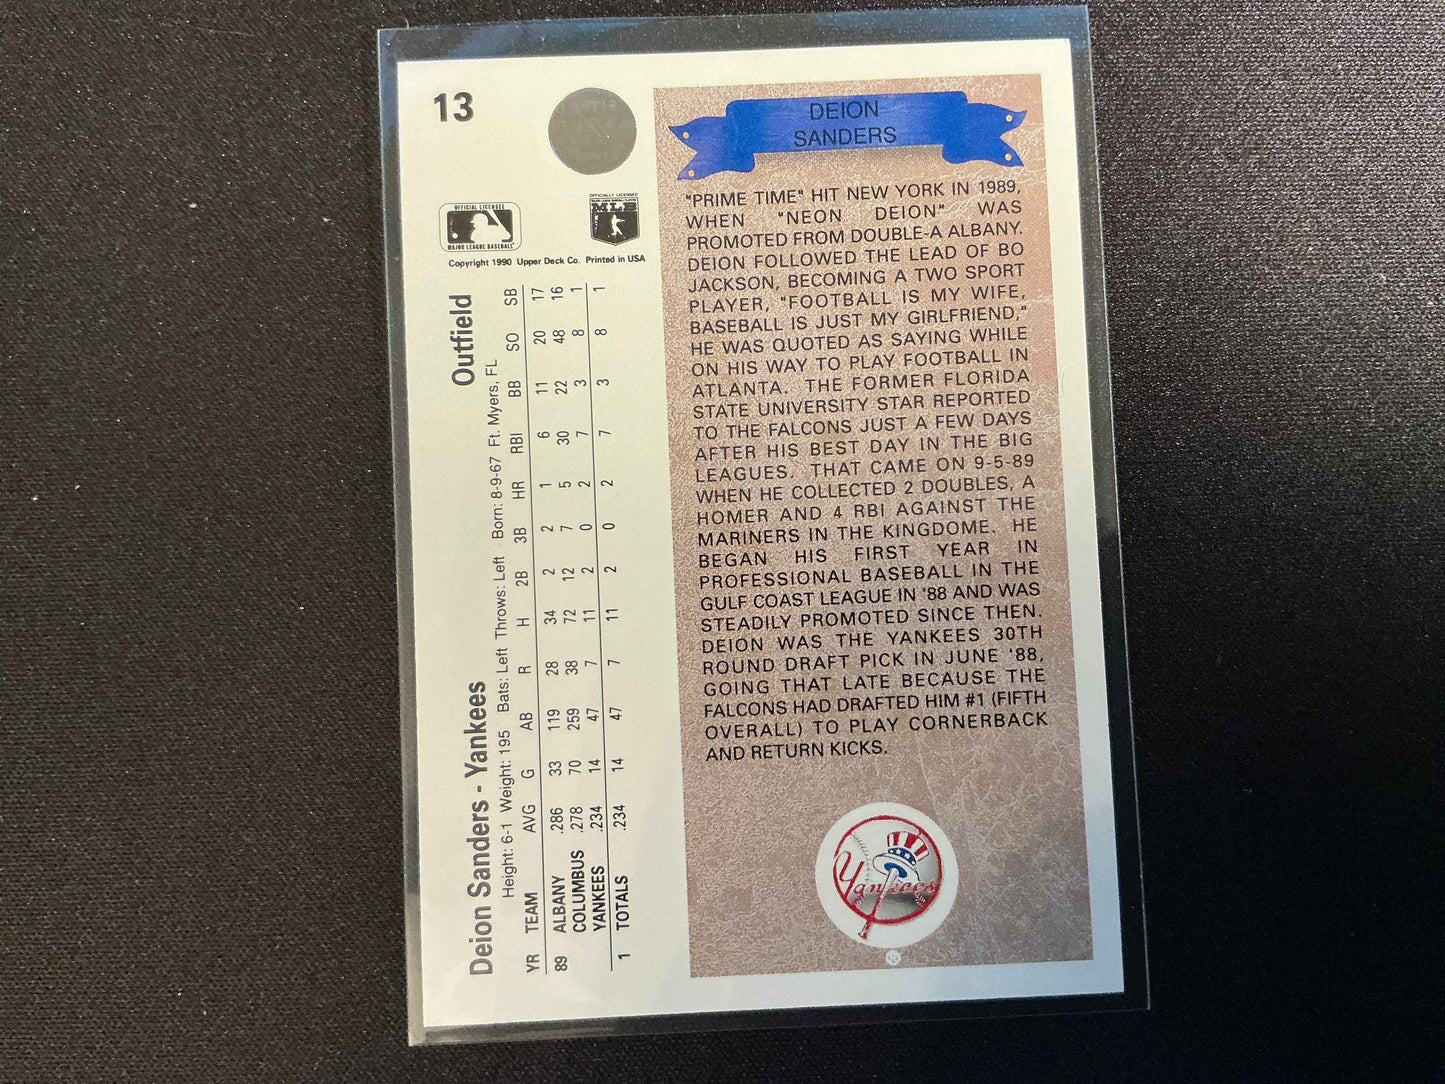 13
OFFICIAL LICENSEE
MAJOR LEAGUE BASEBALL
OFFICIALLY LICENSED
MLB
Copyright 1990 Upper Deck Co. Printed in USA
DEION
SANDERS
"PRIME TIME" HIT NEW YORK IN 1989,
WHEN "NEON DEION" WAS
PROMOTED FROM DOUBLE-A ALBANY.
DEION FOLLOWED THE LEAD OF BO
JACKSON, BECOMING A TWO SPORT
PLAYER, "FOOTBALL IS MY WIFE,
BASEBALL IS JUST MY GIRLFRIEND,"
HE WAS QUOTED AS SAYING WHILE
ON HIS WAY TO PLAY FOOTBALL IN
ATLANTA. THE FORMER FLORIDA
STATE UNIVERSITY STAR REPORTED
TO THE FALCONS JUST A FEW DAYS
AFTER HIS BEST DAY IN THE BIG
LEAGUES. THAT CAME ON 9-5-89
WHEN HE COLLECTED 2 DOUBLES, A
HOMER AND 4 RBI AGAINST THE
MARINERS IN THE KINGDOME. HE
BEGAN HIS FIRST YEAR IN
PROFESSIONAL BASEBALL IN THE
GULF COAST LEAGUE IN '88 AND WAS
STEADILY PROMOTED SINCE THEN.
DEION WAS THE YANKEES 30TH
ROUND DRAFT PICK IN JUNE '88,
GOING THAT LATE BECAUSE THE
FALCONS HAD DRAFTED HIM #1 (FIFTH
OVERALL) TO PLAY CORNERBACK
AND RETURN KICKS.
Yankees
®
Deion Sanders - Yankees Outfield
Height: 6-1 Weight: 195 Bats: Left Throws: Left Born: 8-9-67 Ft. Myers, FL
YR TEAM AVG G AB R H 2B 3B HR RBI BB SO SB
89 ALBANY .286 33 119 28 34 2 2 1 6 11 20 17
COLUMBUS .278 70 259 38 72 12 7 5 30 22 48 16
YANKEES .234 14 47 7 11 2 0 2 7 3 8 1
1 TOTALS .234 14 47 7 11 2 0 2 7 3 8 1